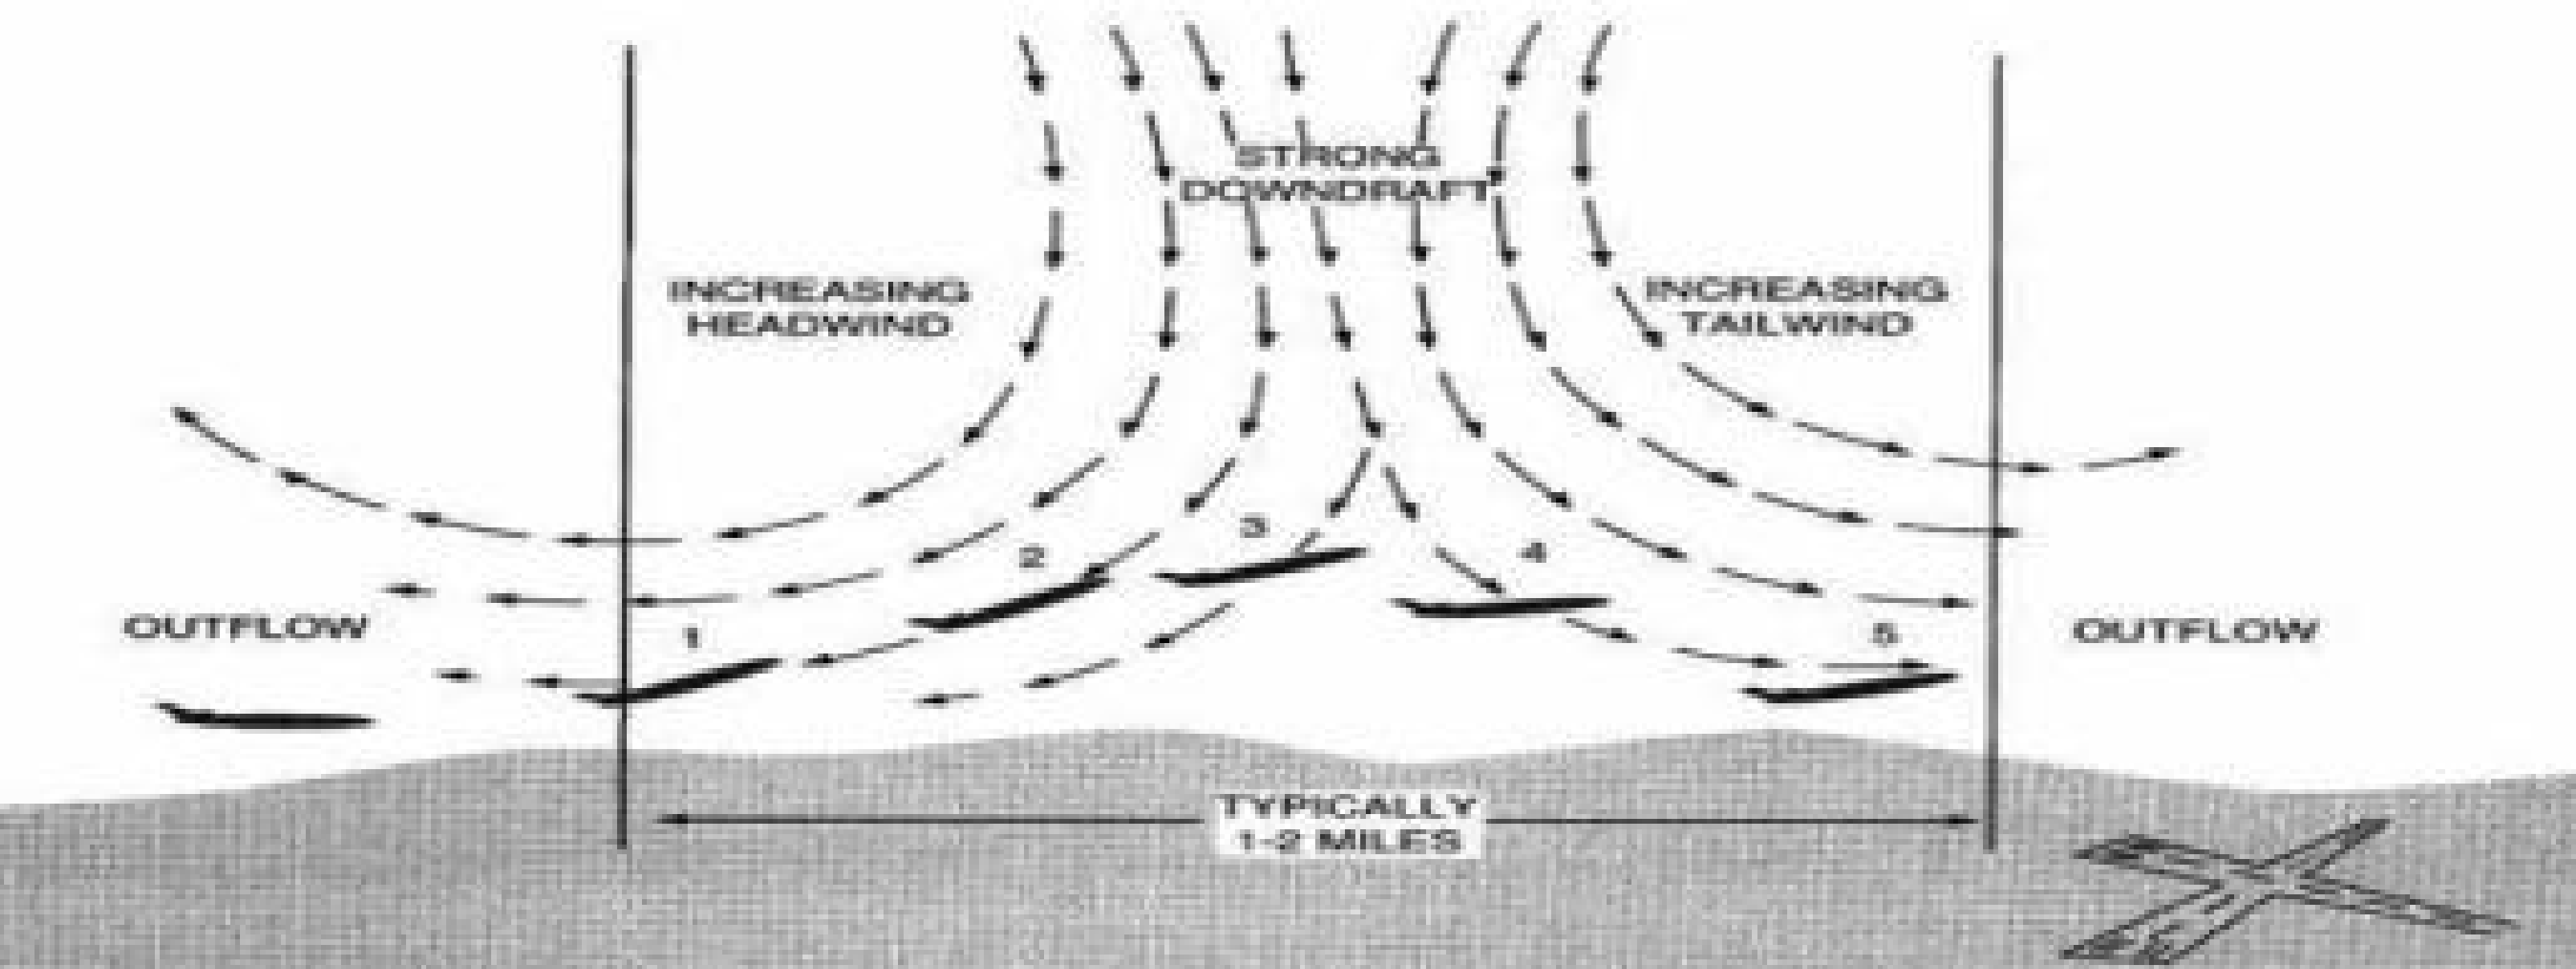 STRONG
DOWNDRAFT
INCREASING
HEADWIND
INCREASING
TAILWIND
3
2
4
OUTFLOW
1
5
OUTFLOW
TYPICALLY
1-2 MILES